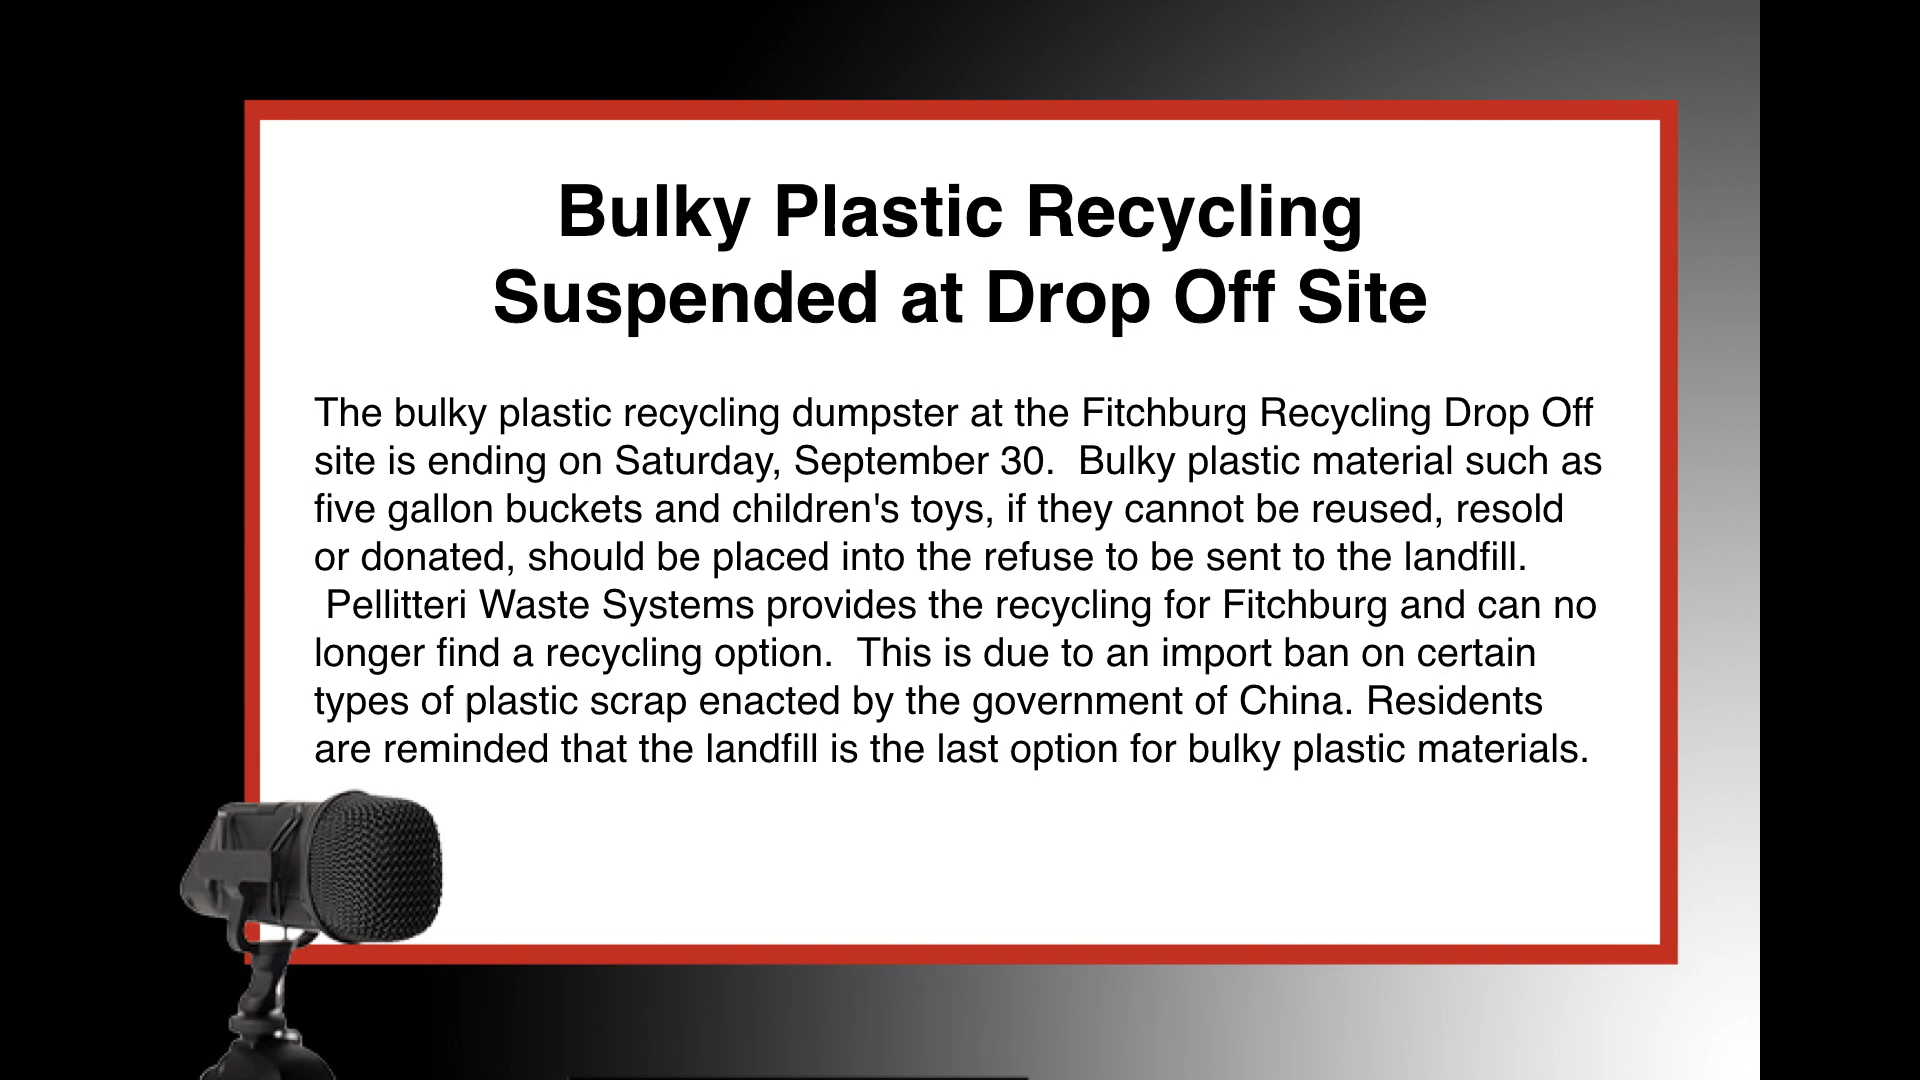 Bulky Plastic Recycling
Suspended at Drop Off Site
The bulky plastic recycling dumpster at the Fitchburg Recycling Drop Off
site is ending on Saturday, September 30.  Bulky plastic material such as
five gallon buckets and children's toys, if they cannot be reused, resold
or donated, should be placed into the refuse to be sent to the landfill.
Pellitteri Waste Systems provides the recycling for Fitchburg and can no
longer find a recycling option.  This is due to an import ban on certain
types of plastic scrap enacted by the government of China. Residents
are reminded that the landfill is the last option for bulky plastic materials.